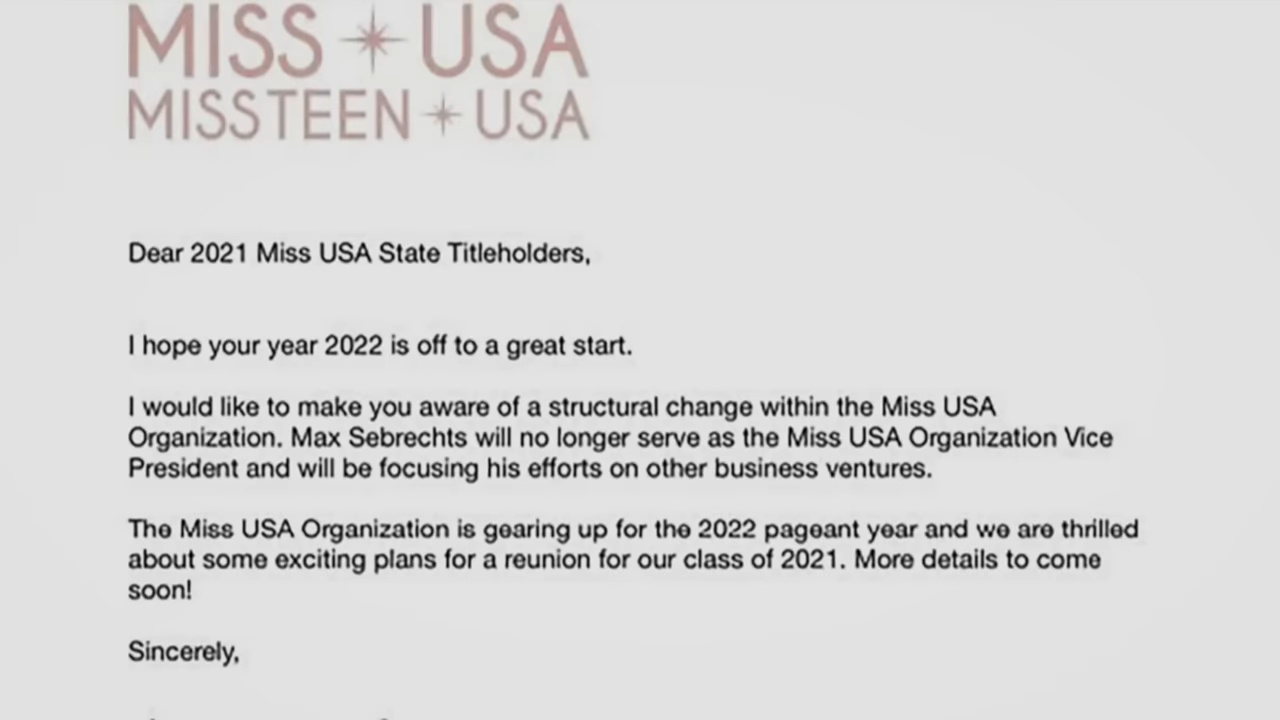 MISS USA
MISS TEEN USA
Dear 2021 Miss USA State Titleholders,
I hope your year 2022 is off to a great start.
I would like to make you aware of a structural change within the Miss USA
Organization. Max Sebrechts will no longer serve as the Miss USA Organization Vice
President and will be focusing his efforts on other business ventures.
The Miss USA Organization is gearing up for the 2022 pageant year and we are thrilled
about some exciting plans for a reunion for our class of 2021. More details to come
soon!
Sincerely,